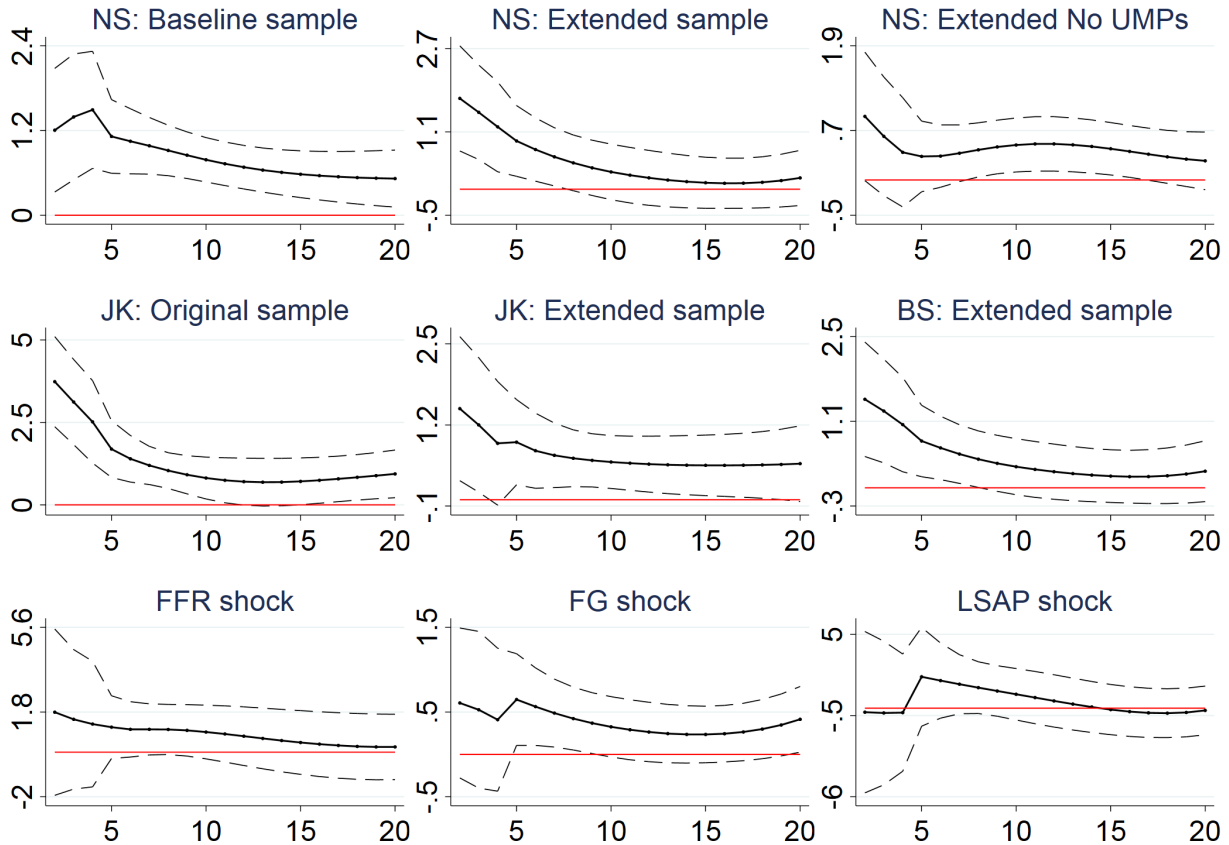 NS: Baseline sample
2.4
1.2
0
5 10 15 20
NS: Extended sample
2.7
1.1
-.5
5 10 15 20
NS: Extended No UMPs
1.9
.7
-.5
5 10 15 20
JK: Original sample
5
2.5
0
5 10 15 20
JK: Extended sample
2.5
1.2
-.1
5 10 15 20
BS: Extended sample
2.5
1.1
-.3
5 10 15 20
FFR shock
5.6
1.8
-2
5 10 15 20
FG shock
1.5
.5
-.5
5 10 15 20
LSAP shock
5
-.5
-6
5 10 15 20